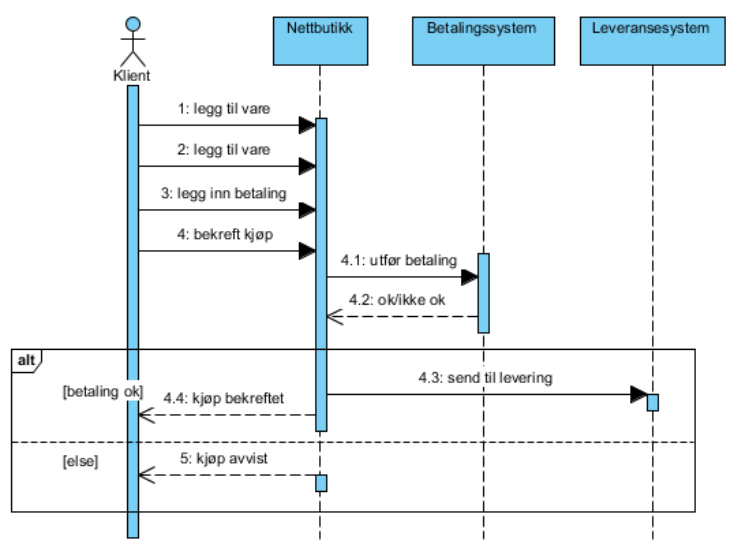 Nettbutikk
Betalingssystem
Leveransesystem
Klient
1: legg til vare
2: legg til vare
3: legg inn betaling
4: bekreft kjøp
4.1: utfør betaling
4.2: ok/ikke ok
alt
4.3: send til levering
[betaling ok]
4.4: kjøp bekreftet
5: kjøp avvist
[else]